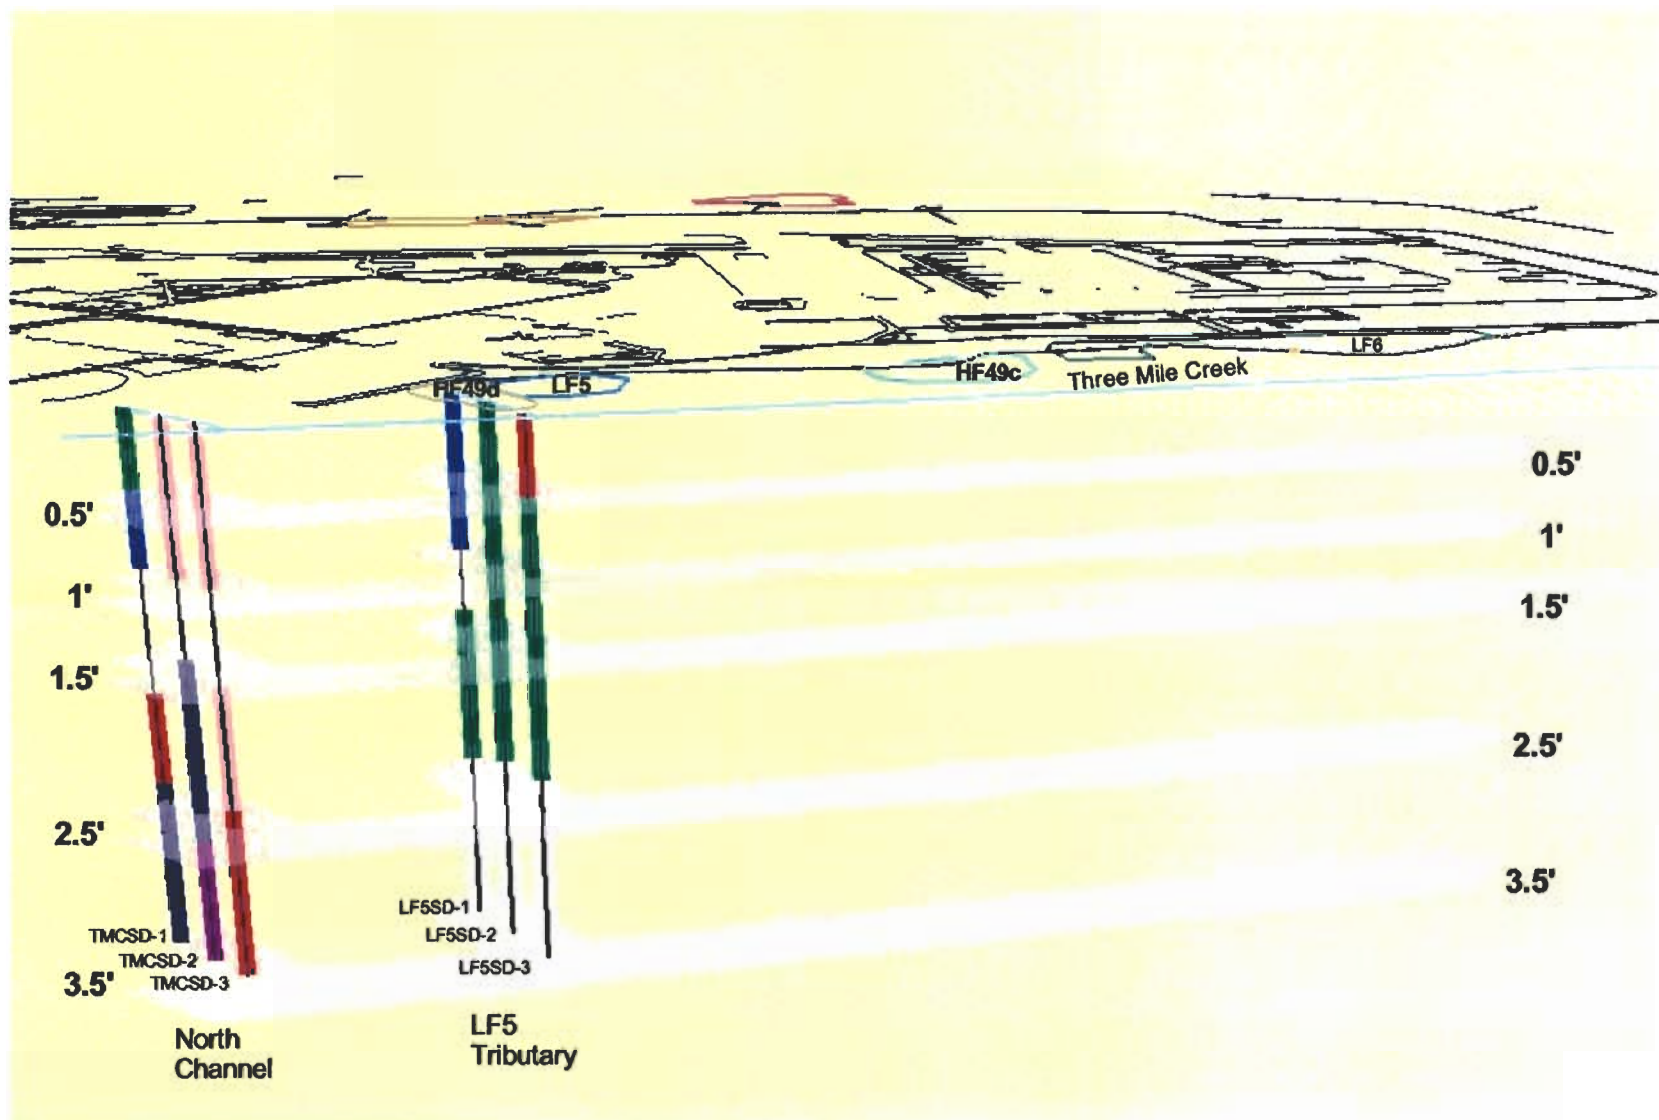 LF6
HF49d
LF5
HF49c
Three Mile Creek
0.5'
0.5'
1'
1'
1.5'
1.5'
2.5'
2.5'
3.5'
LF5SD-1
LF5SD-2
LF5SD-3
TMCSD-1
TMCSD-2
TMCSD-3
3.5'
North
Channel
LF5
Tributary